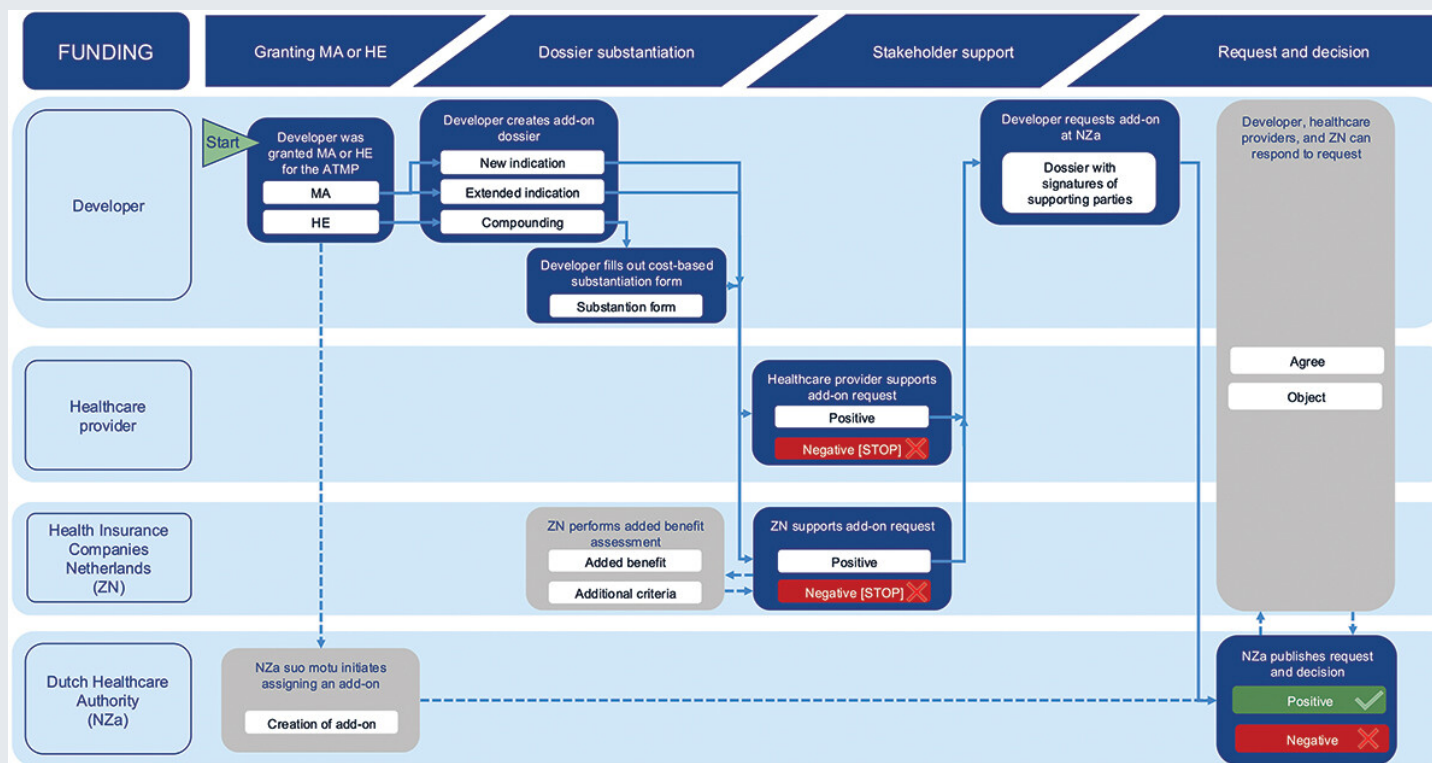 FUNDING
Granting MA or HE
Dossier substantiation
Stakeholder support
Request and decision
Developer
Start
Developer was
granted MA or HE
for the ATMP
MA
HE
Developer creates add-on
dossier
New indication
Extended indication
Compounding
Developer fills out cost-based
substantiation form
Substantion form
Developer requests add-on
at NZa
Dossier with
signatures of
supporting parties
Developer, healthcare
providers, and ZN can
respond to request
Agree
Object
Healthcare
provider
Healthcare provider supports
add-on request
Positive
Negative [STOP]
Health Insurance
Companies
Netherlands
(ZN)
ZN performs added benefit
assessment
Added benefit
Additional criteria
ZN supports add-on request
Positive
Negative [STOP]
Dutch Healthcare
Authority
(NZa)
NZa suo motu initiates
assigning an add-on
Creation of add-on
NZa publishes request
and decision
Positive
Negative